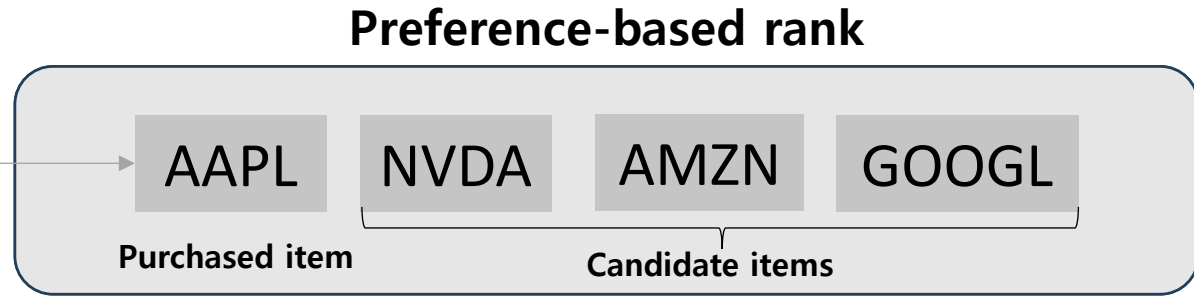 Preference-based rank
AAPL NVDA AMZN GOOGL
Purchased item
Candidate items